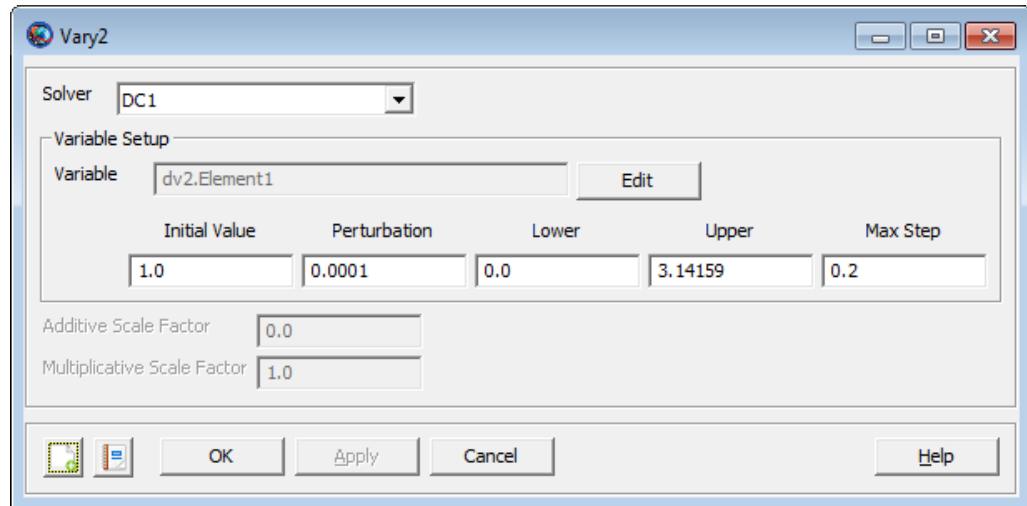 Vary2
Solver DC1
Variable Setup
Variable dv2.Element1 Edit
Initial Value Perturbation Lower Upper Max Step
1.0 0.0001 0.0 3.14159 0.2
Additive Scale Factor 0.0
Multiplicative Scale Factor 1.0
OK Apply Cancel Help